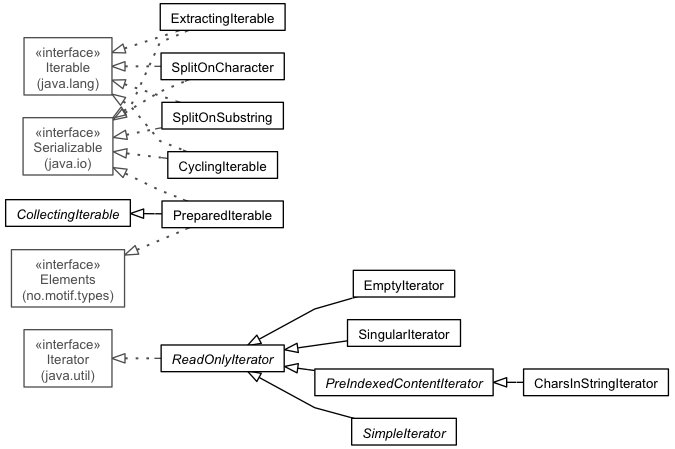 ExtractingIterable
«interface»
Iterable
(java.lang)
SplitOnCharacter
SplitOnSubstring
«interface»
Serializable
(java.io)
CyclingIterable
CollectingIterable
PreparedIterable
«interface»
Elements
(no.motif.types)
EmptyIterator
SingularIterator
«interface»
Iterator
(java.util)
ReadOnlyIterator
PreIndexedContentIterator
CharsInStringIterator
SimpleIterator